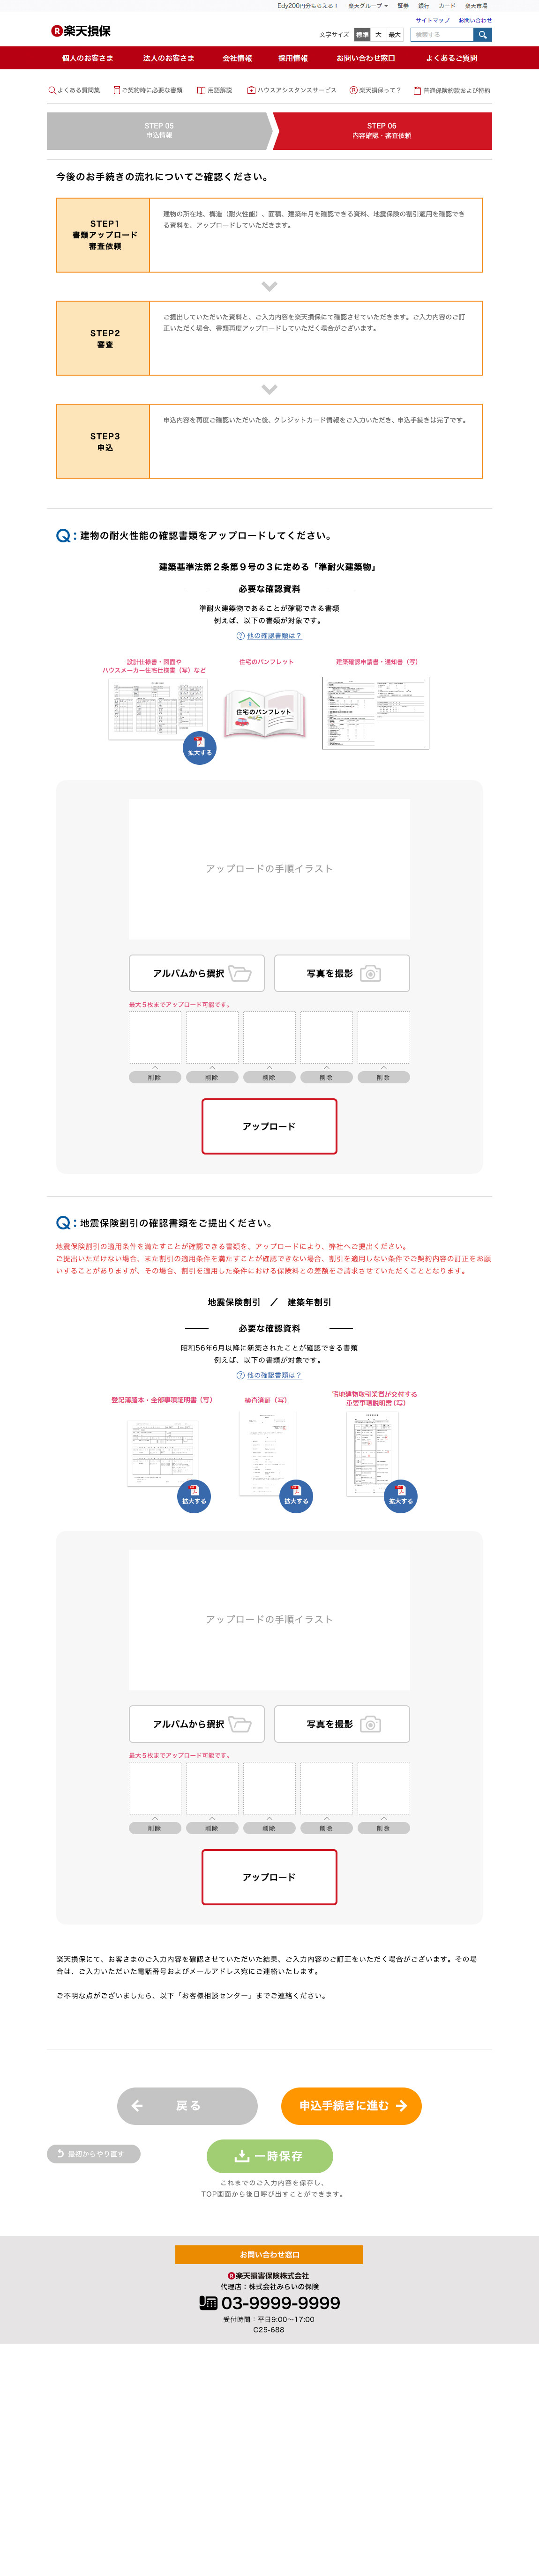 Edy200円分もらえる！ 楽天グループ 証券 銀行 カード 楽天市場
サイトマップ お問い合わせ
R楽天損保
文字サイズ 標準 大 最大 検索する
個人のお客さま 法人のお客さま 会社情報 採用情報 お問い合わせ窓口 よくあるご質問
よくある質問集 ご契約時に必要な書類 用語解説 ハウスアシスタンスサービス R楽天損保って？ 普通保険約款および特約
STEP 05
申込情報
STEP 06
内容確認・審査依頼
今後のお手続きの流れについてご確認ください。
STEP1
書類アップロード
審査依頼
建物の所在地、構造（耐火性能）、面積、建築年月を確認できる資料、地震保険の割引適用を確認でき
る資料を、アップロードしていただきます。
STEP2
審査
ご提出していただいた資料と、ご入力内容を楽天損保にて確認させていただきます。ご入力内容のご訂
正いただく場合、書類再度アップロードしていただく場合がございます。
STEP3
申込
申込内容を再度ご確認いただいた後、クレジットカード情報をご入力いただき、申込手続きは完了です。
Q：建物の耐火性能の確認書類をアップロードしてください。
建築基準法第２条第９号の３に定める「準耐火建築物」
必要な確認資料
準耐火建築物であることが確認できる書類
例えば、以下の書類が対象です。
? 他の確認書類は？
設計仕様書・図面や
ハウスメーカー住宅仕様書（写）など
住宅のパンフレット
建築確認申請書・通知書（写）
住宅のパンフレット
拡大する
アップロードの手順イラスト
アルバムから撰択
写真を撮影
最大５枚までアップロード可能です。
削除 削除 削除 削除 削除
アップロード
Q：地震保険割引の確認書類をご提出ください。
地震保険割引の適用条件を満たすことが確認できる書類を、アップロードにより、弊社へご提出ください。
ご提出いただけない場合、また割引の適用条件を満たすことが確認できない場合、割引を適用しない条件でご契約内容の訂正をお願
いすることがありますが、その場合、割引を適用した条件における保険料との差額をご請求させていただくこととなります。
地震保険割引 ／ 建築年割引
必要な確認資料
昭和56年6月以降に新築されたことが確認できる書類
例えば、以下の書類が対象です。
? 他の確認書類は？
登記簿謄本・全部事項証明書（写）
検査済証（写）
宅地建物取引業者が交付する
重要事項説明書（写）
拡大する 拡大する 拡大する
アップロードの手順イラスト
アルバムから撰択
写真を撮影
最大５枚までアップロード可能です。
削除 削除 削除 削除 削除
アップロード
楽天損保にて、お客さまのご入力内容を確認させていただいた結果、ご入力内容のご訂正をいただく場合がございます。その場
合は、ご入力いただいた電話番号およびメールアドレス宛にご連絡いたします。
ご不明な点がございましたら、以下「お客様相談センター」までご連絡ください。
戻る
申込手続きに進む
最初からやり直す
一時保存
これまでのご入力内容を保存し、
TOP画面から後日呼び出すことができます。
お問い合わせ窓口
R楽天損害保険株式会社
代理店：株式会社みらいの保険
03-9999-9999
受付時間：平日9:00〜17:00
C25-688